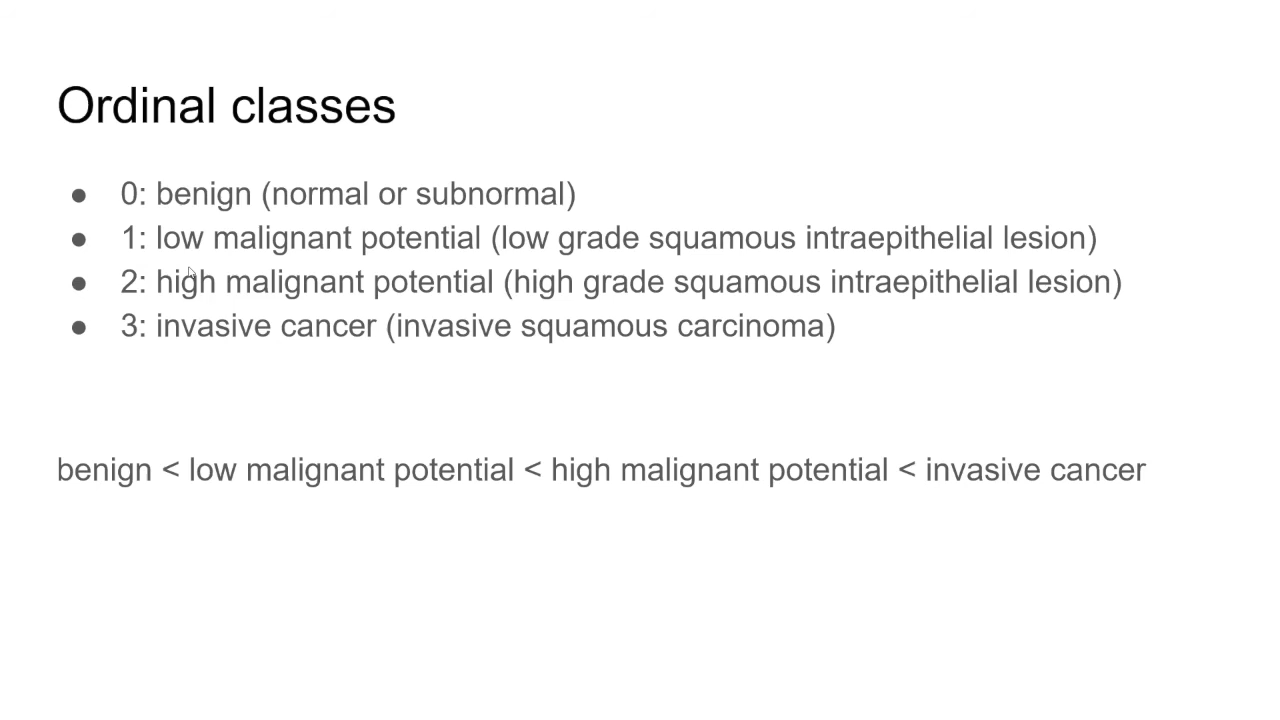 Ordinal classes
● 0: benign (normal or subnormal)
● 1: low malignant potential (low grade squamous intraepithelial lesion)
● 2: high malignant potential (high grade squamous intraepithelial lesion)
● 3: invasive cancer (invasive squamous carcinoma)
benign < low malignant potential < high malignant potential < invasive cancer